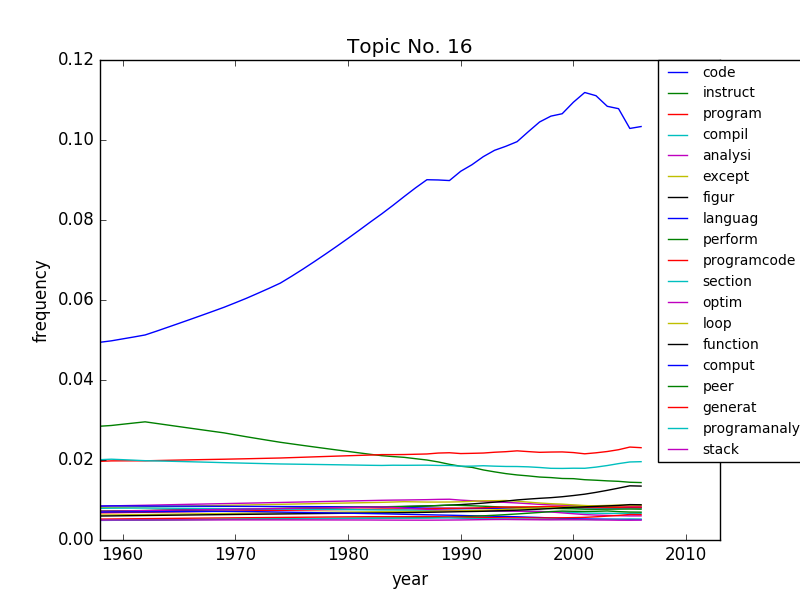 Topic No. 16
0.12
0.10
0.08
0.06
0.04
0.02
0.00
frequency
1960
1970
1980
1990
2000
2010
year
code
instruct
program
compil
analysi
except
figur
languag
perform
programcode
section
optim
loop
function
comput
peer
generat
programanaly
stack